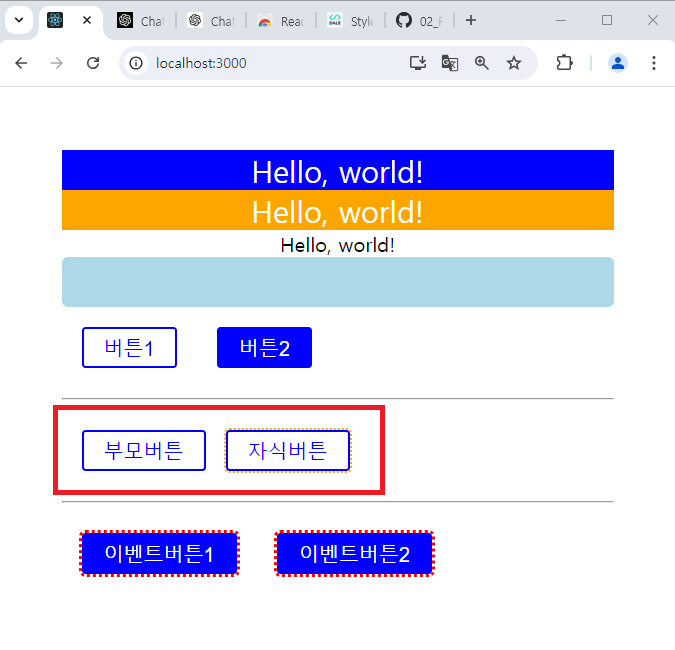 Chat
Chat
Reac
Style
02_F
localhost:3000
Hello, world!
Hello, world!
Hello, world!
버튼1 버튼2
부모버튼 자식버튼
이벤트버튼1 이벤트버튼2